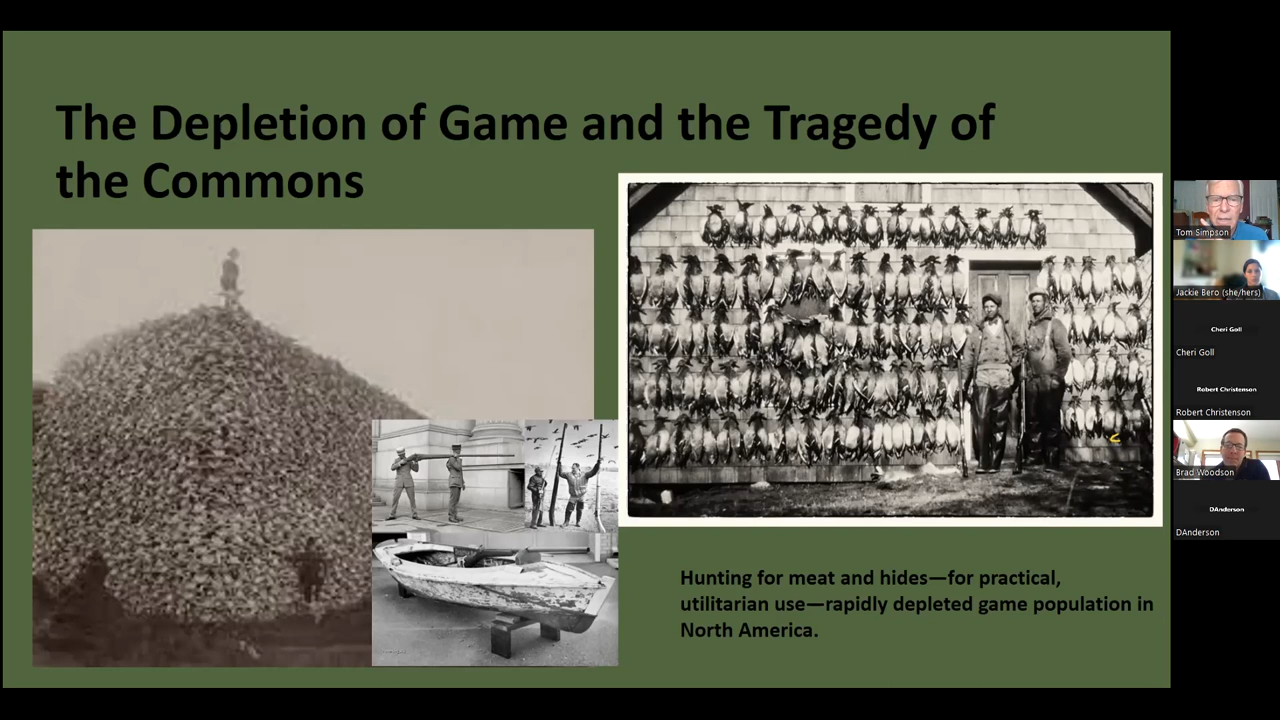 The Depletion of Game and the Tragedy of
the Commons
Hunting for meat and hides—for practical,
utilitarian use—rapidly depleted game population in
North America.
Tom Simpson
Jackie Bero (she/hers)
Cheri Goll
Cheri Goll
Robert Christenson
Robert Christenson
Brad Woodson
DAnderson
DAnderson